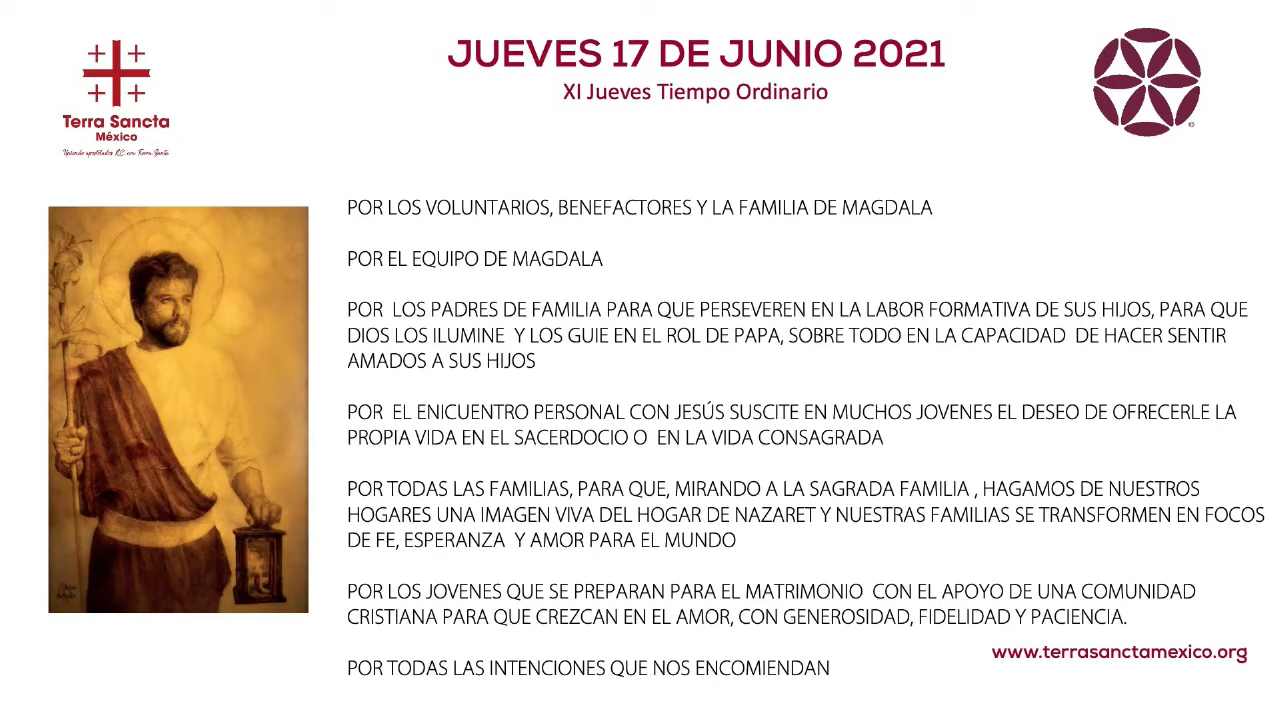 JUEVES 17 DE JUNIO 2021
XI Jueves Tiempo Ordinario
Terra Sancta
México
Uniendo apostolados RC con Tierra Santa
POR LOS VOLUNTARIOS, BENEFACTORES Y LA FAMILIA DE MAGDALA
POR EL EQUIPO DE MAGDALA
POR LOS PADRES DE FAMILIA PARA QUE PERSEVEREN EN LA LABOR FORMATIVA DE SUS HIJOS, PARA QUE
DIOS LOS ILUMINE Y LOS GUIE EN EL ROL DE PAPA, SOBRE TODO EN LA CAPACIDAD DE HACER SENTIR
AMADOS A SUS HIJOS
POR EL ENICUENTRO PERSONAL CON JESÚS SUSCITE EN MUCHOS JOVENES EL DESEO DE OFRECERLE LA
PROPIA VIDA EN EL SACERDOCIO O EN LA VIDA CONSAGRADA
POR TODAS LAS FAMILIAS, PARA QUE, MIRANDO A LA SAGRADA FAMILIA , HAGAMOS DE NUESTROS
HOGARES UNA IMAGEN VIVA DEL HOGAR DE NAZARET Y NUESTRAS FAMILIAS SE TRANSFORMEN EN FOCOS
DE FE, ESPERANZA Y AMOR PARA EL MUNDO
POR LOS JOVENES QUE SE PREPARAN PARA EL MATRIMONIO CON EL APOYO DE UNA COMUNIDAD
CRISTIANA PARA QUE CREZCAN EN EL AMOR, CON GENEROSIDAD, FIDELIDAD Y PACIENCIA.
www.terrasanctamexico.org
POR TODAS LAS INTENCIONES QUE NOS ENCOMIENDAN